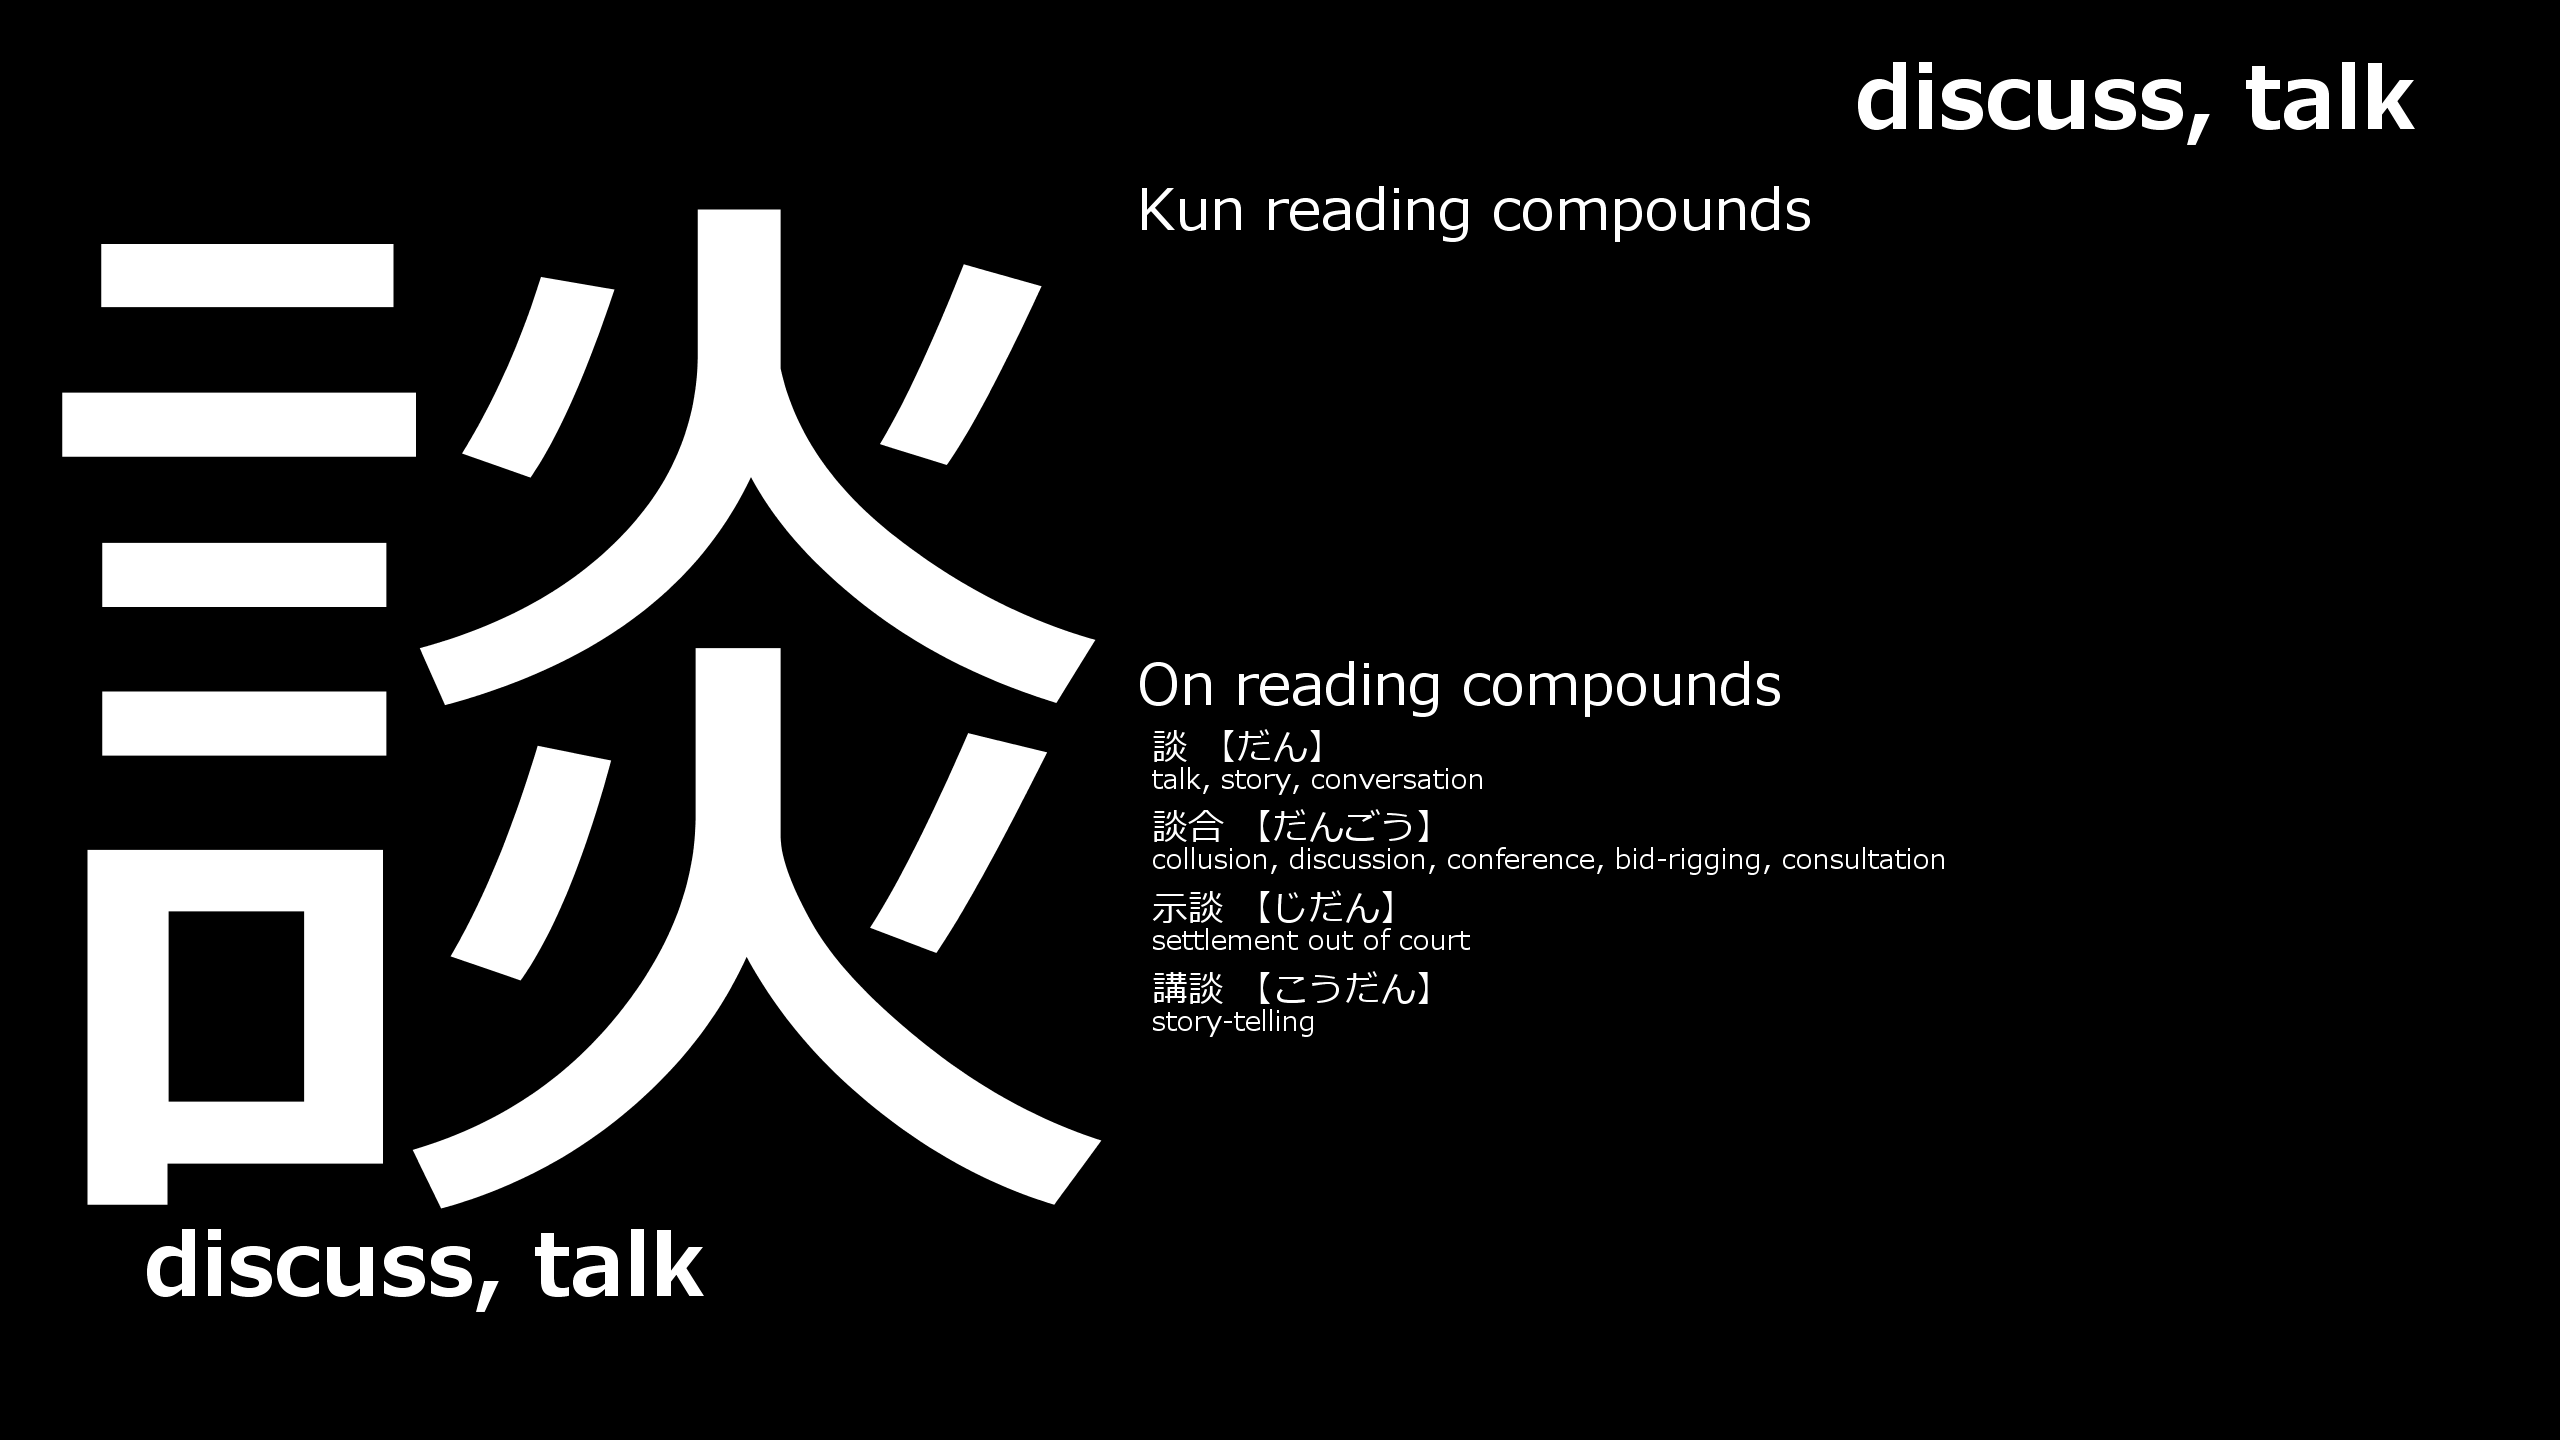 discuss, talk
談
discuss, talk
Kun reading compounds
On reading compounds
談 【だん】
talk, story, conversation
談合 【だんごう】
collusion, discussion, conference, bid-rigging, consultation
示談 【じだん】
settlement out of court
講談 【こうだん】
story-telling